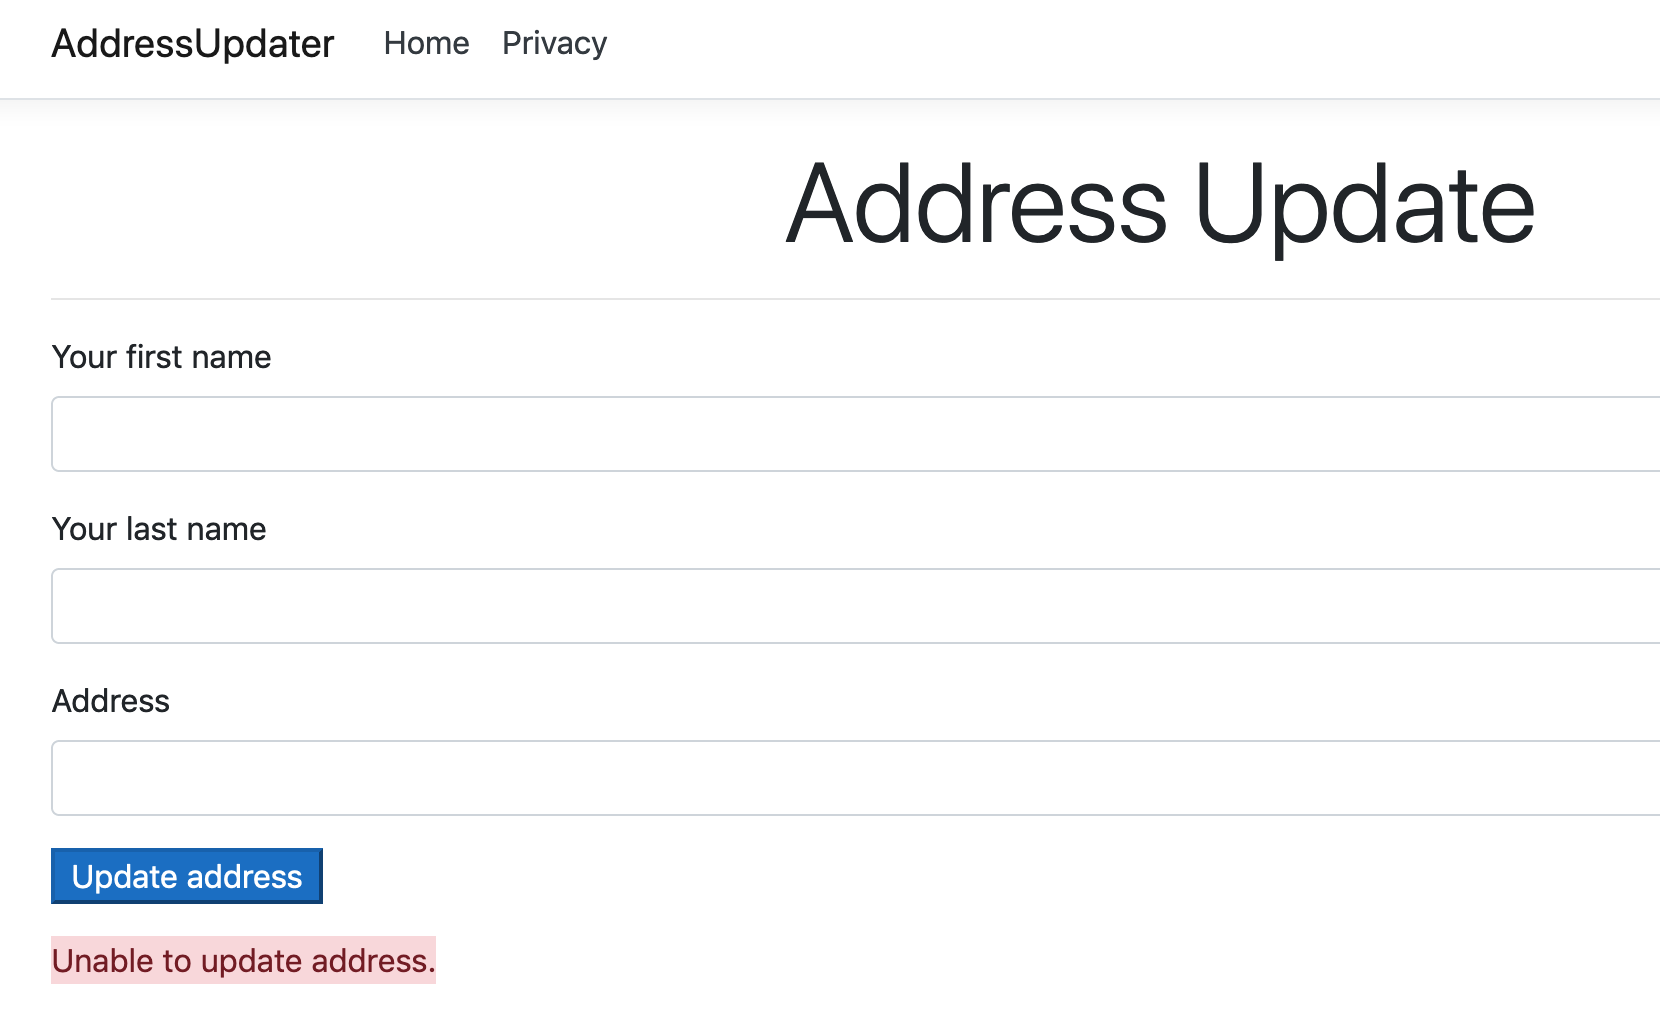 AddressUpdater Home Privacy
Address Update
Your first name
Your last name
Address
Update address
Unable to update address.